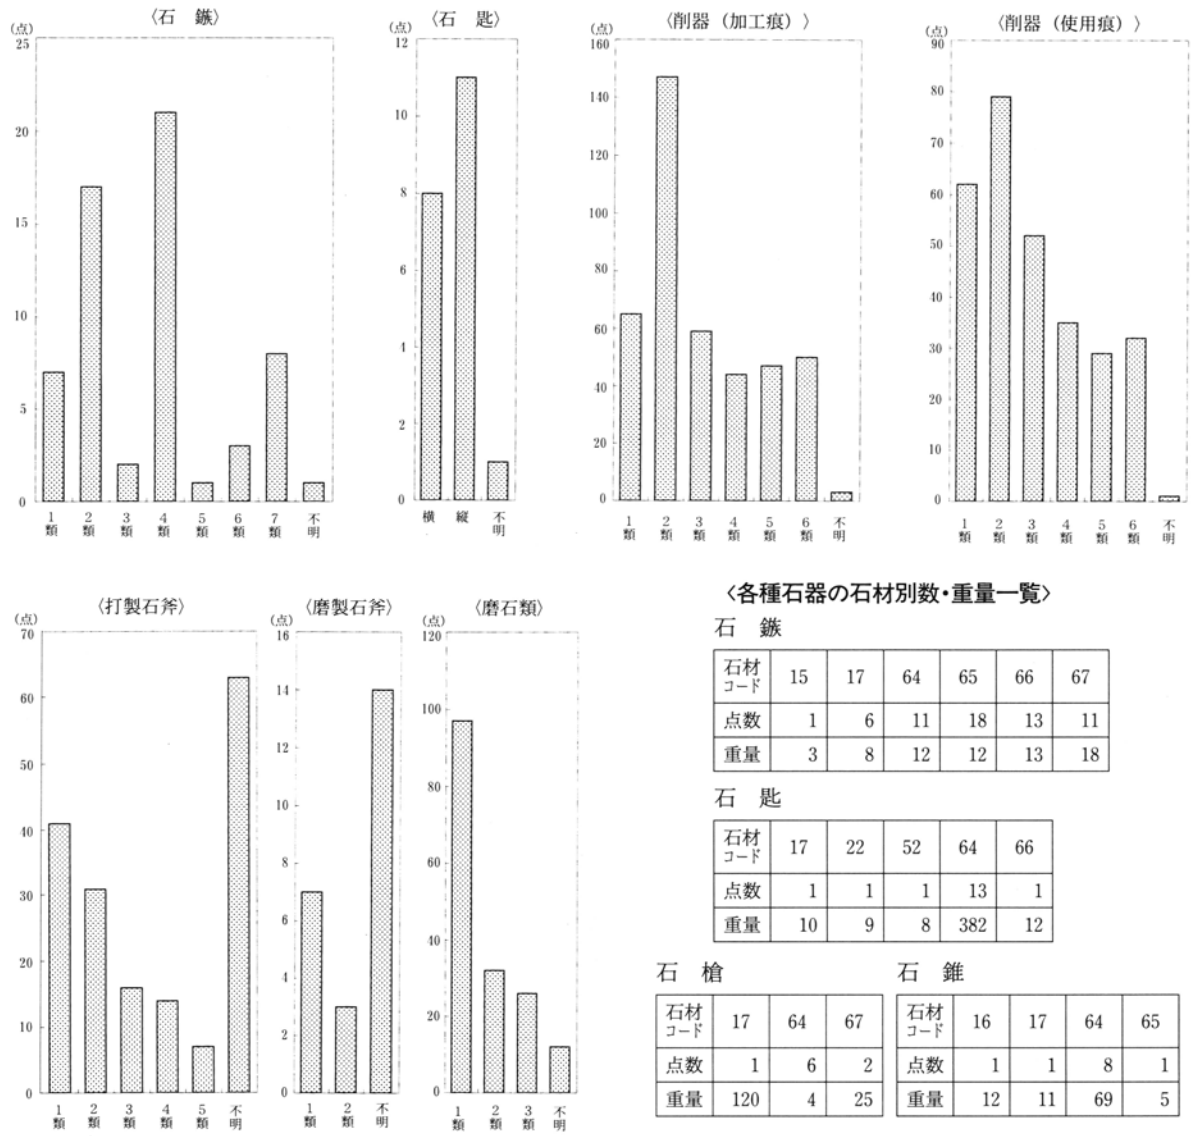 〈石　鏃〉
(点)
25
20
15
10
5
0
1類 2類 3類 4類 5類 6類 7類 不明
〈石　匙〉
(点)
12
10
8
6
4
2
0
横 縦 不明
〈削器（加工痕）〉
(点)
160
140
120
100
80
60
40
20
0
1類 2類 3類 4類 5類 6類 不明
〈削器（使用痕）〉
(点)
90
80
70
60
50
40
30
20
10
0
1類 2類 3類 4類 5類 6類 不明
〈打製石斧〉
(点)
70
60
50
40
30
20
10
0
1類 2類 3類 4類 5類 不明
〈磨製石斧〉
(点)
16
14
12
10
8
6
4
2
0
1類 2類 不明
〈磨石類〉
(点)
120
100
80
60
40
20
0
1類 2類 3類 不明
〈各種石器の石材別数・重量一覧〉
石　鏃
石材コード 15 17 64 65 66 67
点数 1 6 11 18 13 11
重量 3 8 12 12 13 18
石　匙
石材コード 17 22 52 64 66
点数 1 1 1 13 1
重量 10 9 8 382 12
石　槍
石材コード 17 64 67
点数 1 6 2
重量 120 4 25
石　錐
石材コード 16 17 64 65
点数 1 1 8 1
重量 12 11 69 5